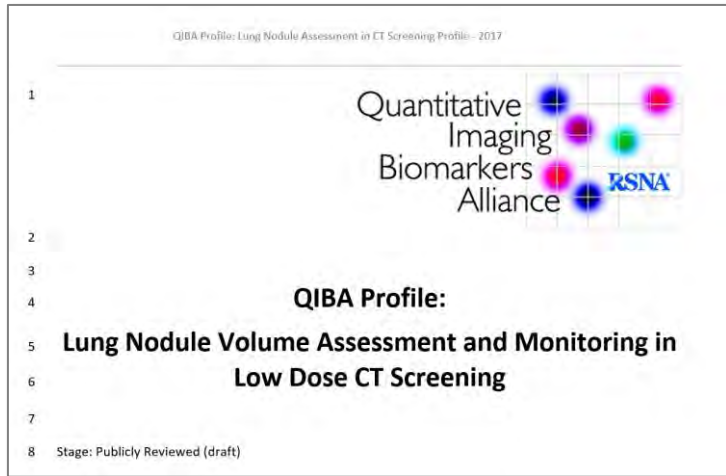 QIBA Profile: Lung Nodule Assessment in CT Screening Profile - 2017
1
Quantitative
Imaging
Biomarkers
Alliance
RSNA
2
3
4 QIBA Profile:
5 Lung Nodule Volume Assessment and Monitoring in
6 Low Dose CT Screening
7
8 Stage: Publicly Reviewed (draft)